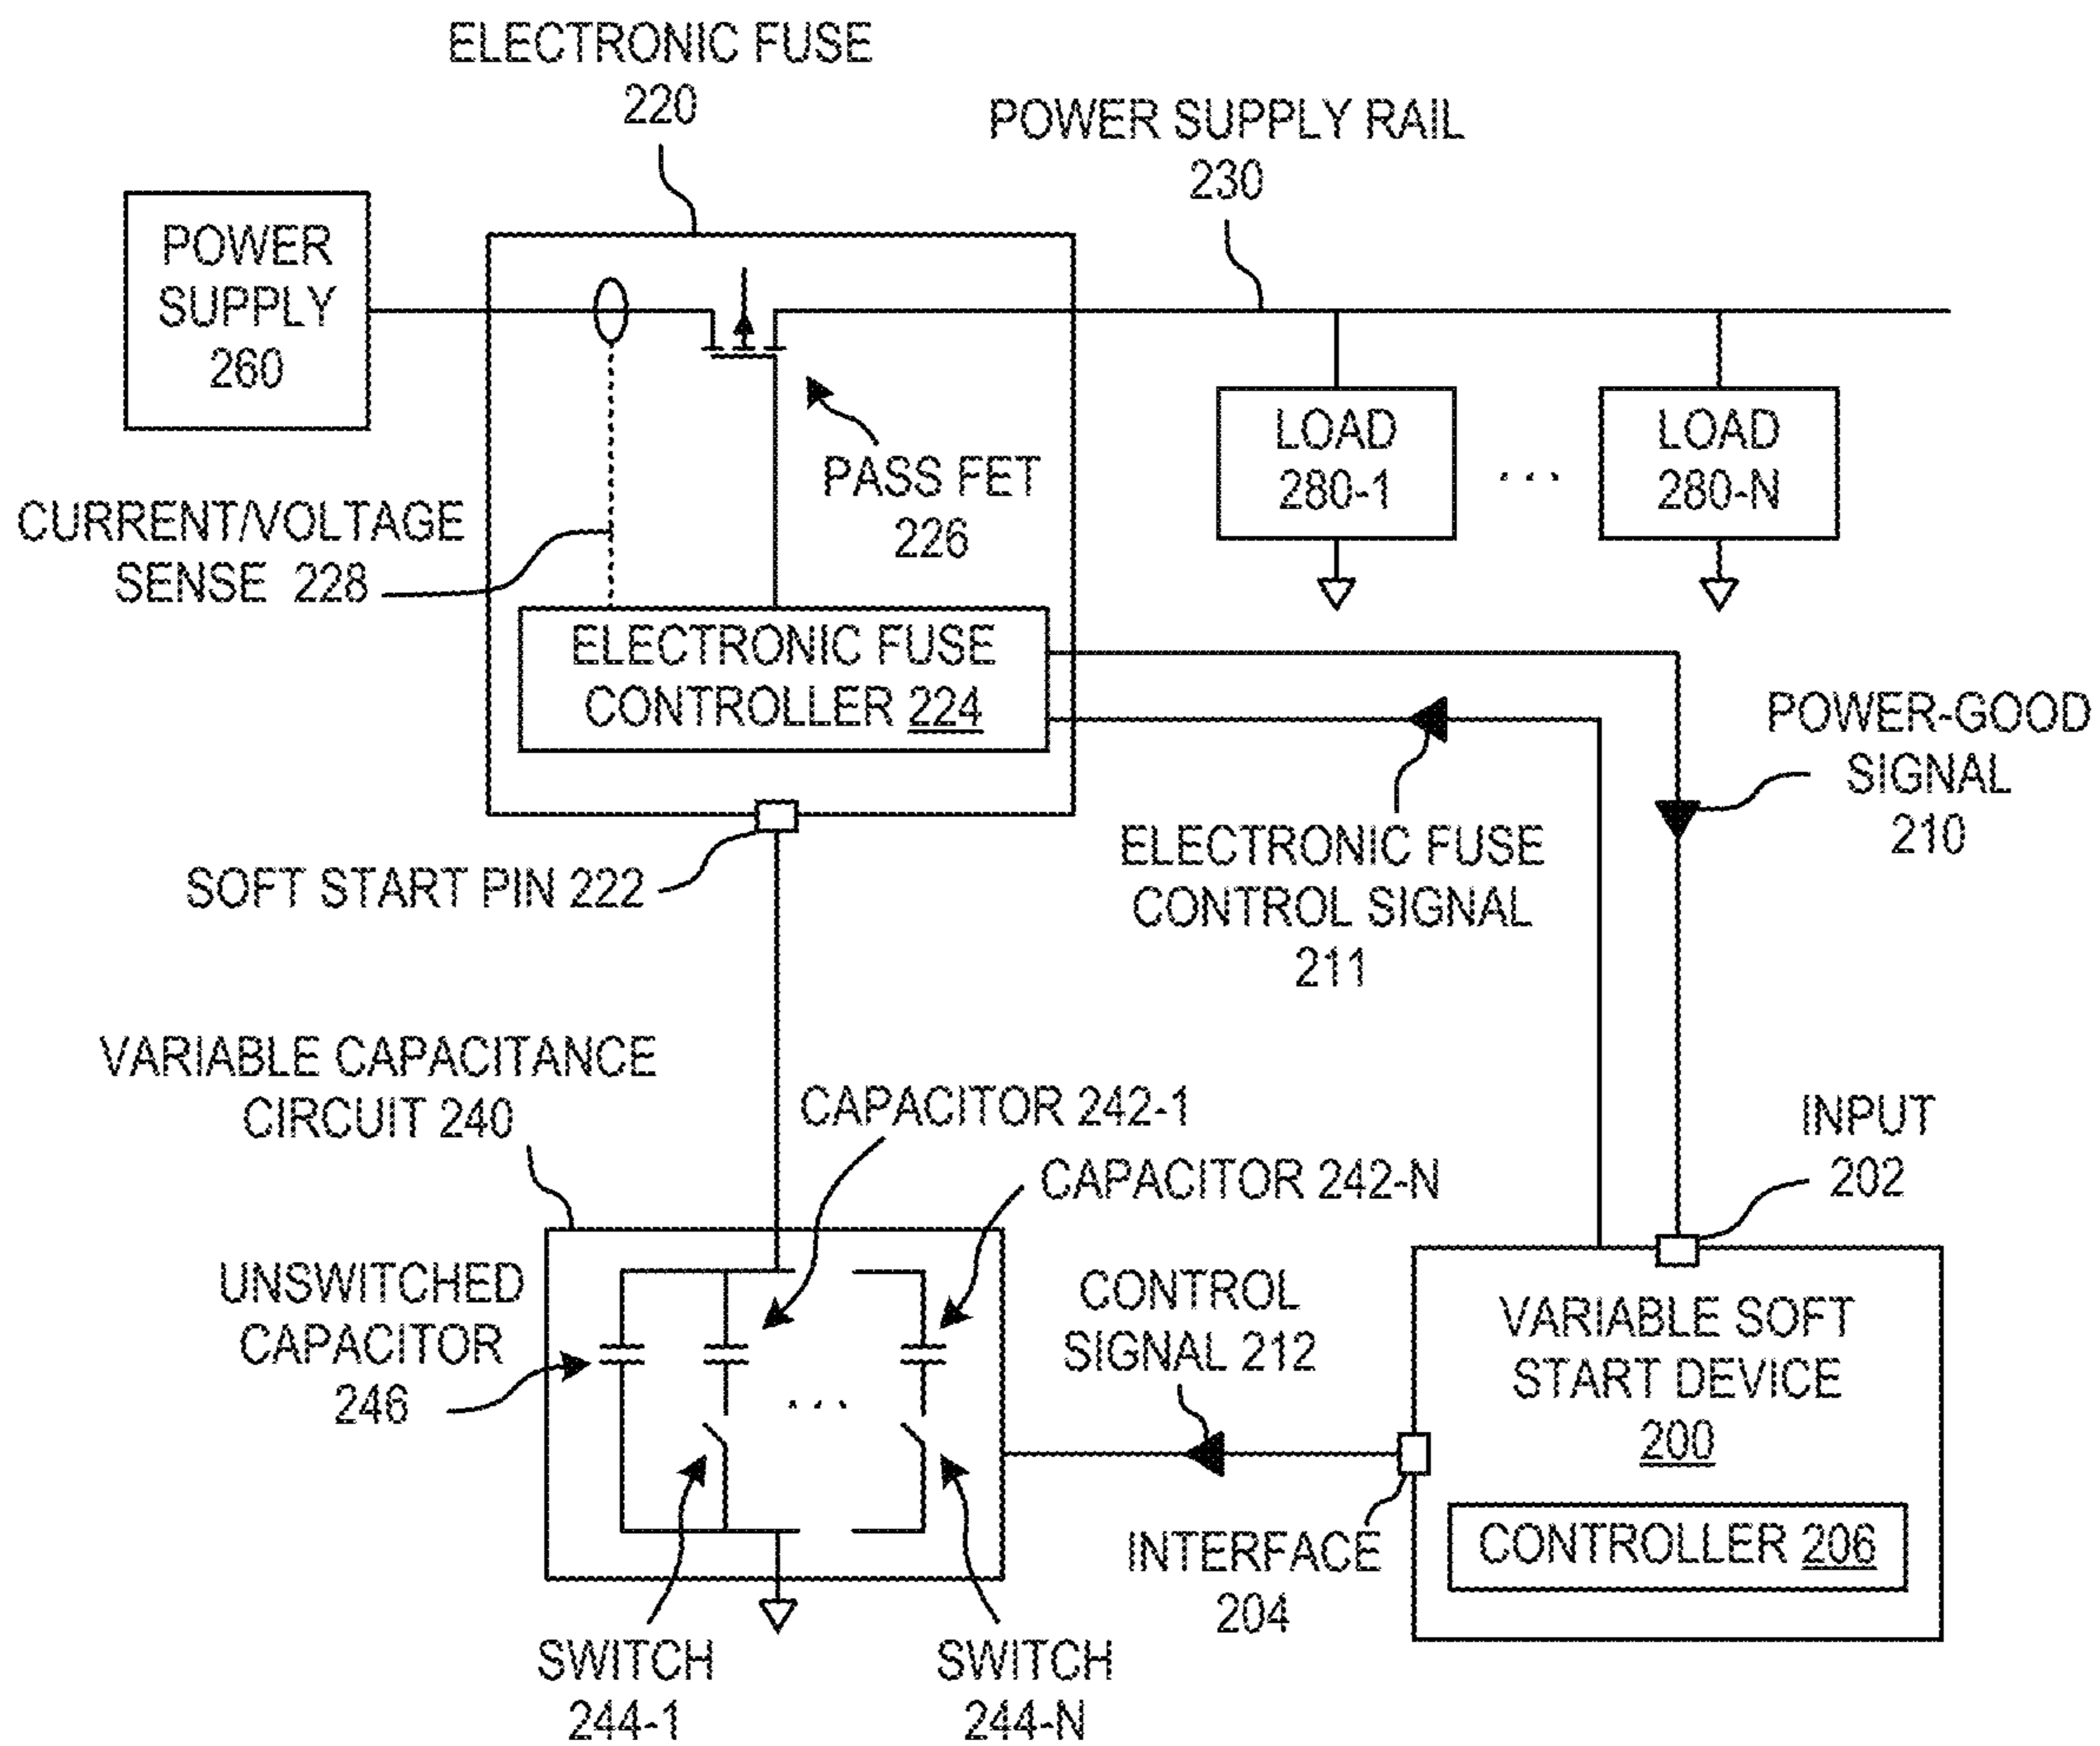 ELECTRONIC FUSE
220
POWER SUPPLY RAIL
230
POWER
SUPPLY
260
LOAD
280-1
. . .
LOAD
280-N
PASS FET
226
CURRENT/VOLTAGE
SENSE 228
ELECTRONIC FUSE
CONTROLLER 224
POWER-GOOD
SIGNAL
210
ELECTRONIC FUSE
CONTROL SIGNAL
211
SOFT START PIN 222
VARIABLE CAPACITANCE
CIRCUIT 240
CAPACITOR 242-1
CAPACITOR 242-N
INPUT
202
UNSWITCHED
CAPACITOR
246
. . .
CONTROL
SIGNAL 212
VARIABLE SOFT
START DEVICE
200
CONTROLLER 206
INTERFACE
204
SWITCH
244-1
SWITCH
244-N